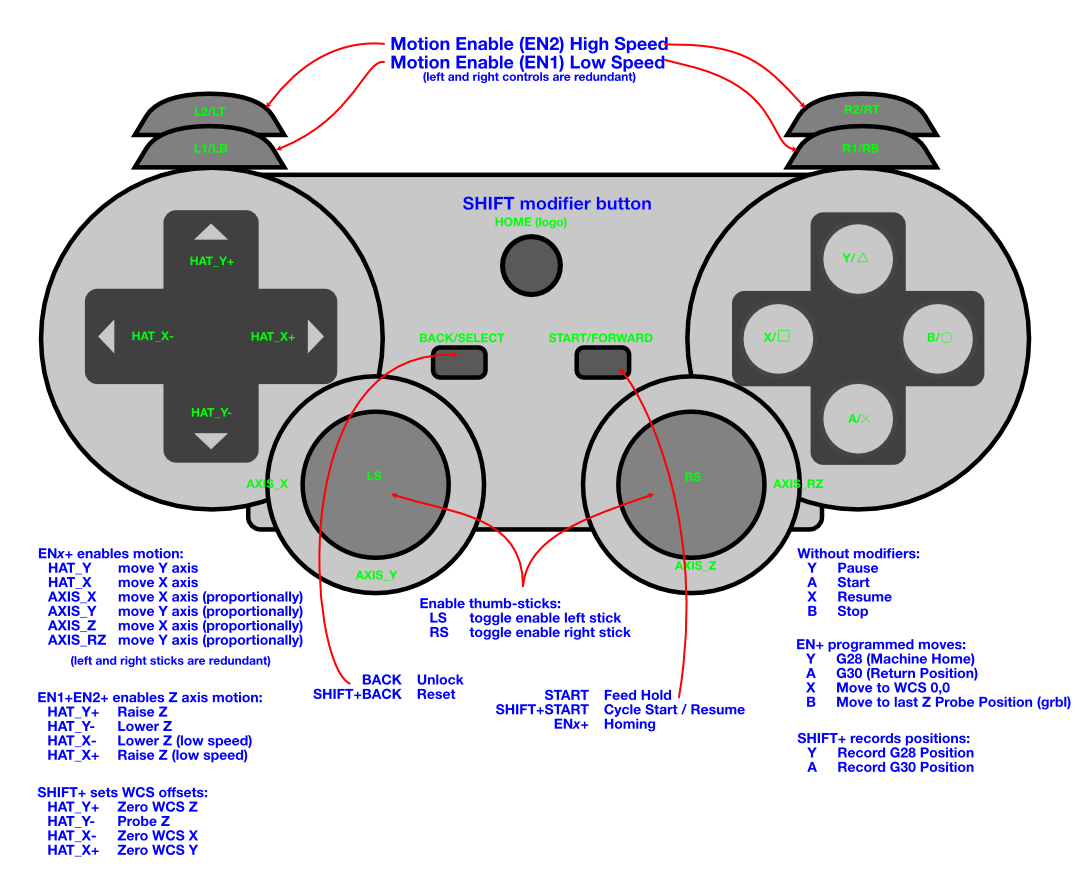 Motion Enable (EN2) High Speed
Motion Enable (EN1) Low Speed
(left and right controls are redundant)
L2/LT
R2/RT
L1/LB
R1/RB
SHIFT modifier button
HOME (logo)
HAT_Y+
Y/△
HAT_X-
HAT_X+
BACK/SELECT
START/FORWARD
X/□
B/○
HAT_Y-
A/×
LS
RS
AXIS_X
AXIS_RZ
AXIS_Y
AXIS_Z
ENx+ enables motion:
HAT_Y move Y axis
HAT_X move X axis
AXIS_X move X axis (proportionally)
AXIS_Y move Y axis (proportionally)
AXIS_Z move X axis (proportionally)
AXIS_RZ move Y axis (proportionally)
(left and right sticks are redundant)
EN1+EN2+ enables Z axis motion:
HAT_Y+ Raise Z
HAT_Y- Lower Z
HAT_X- Lower Z (low speed)
HAT_X+ Raise Z (low speed)
SHIFT+ sets WCS offsets:
HAT_Y+ Zero WCS Z
HAT_Y- Probe Z
HAT_X- Zero WCS X
HAT_X+ Zero WCS Y
Enable thumb-sticks:
LS toggle enable left stick
RS toggle enable right stick
BACK Unlock
SHIFT+BACK Reset
START Feed Hold
SHIFT+START Cycle Start / Resume
ENx+ Homing
Without modifiers:
Y Pause
A Start
X Resume
B Stop
EN+ programmed moves:
Y G28 (Machine Home)
A G30 (Return Position)
X Move to WCS 0,0
B Move to last Z Probe Position (grbl)
SHIFT+ records positions:
Y Record G28 Position
A Record G30 Position